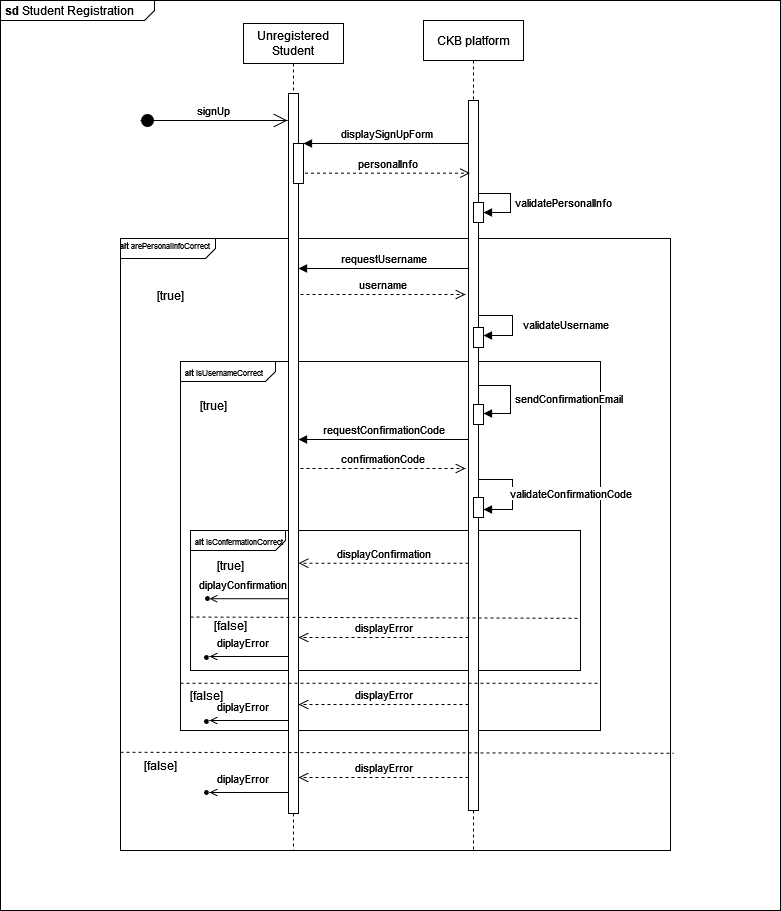 sd Student Registration
Unregistered
Student
CKB platform
signUp
displaySignUpForm
personalInfo
validatePersonalInfo
alt arePersonalInfoCorrect
requestUsername
[true]
username
validateUsername
alt IsUsernameCorrect
[true]
sendConfirmationEmail
requestConfirmationCode
confirmationCode
validateConfirmationCode
alt isConfermationCorrect
displayConfirmation
[true]
diplayConfirmation
[false]
displayError
diplayError
[false]
displayError
diplayError
[false]
displayError
diplayError